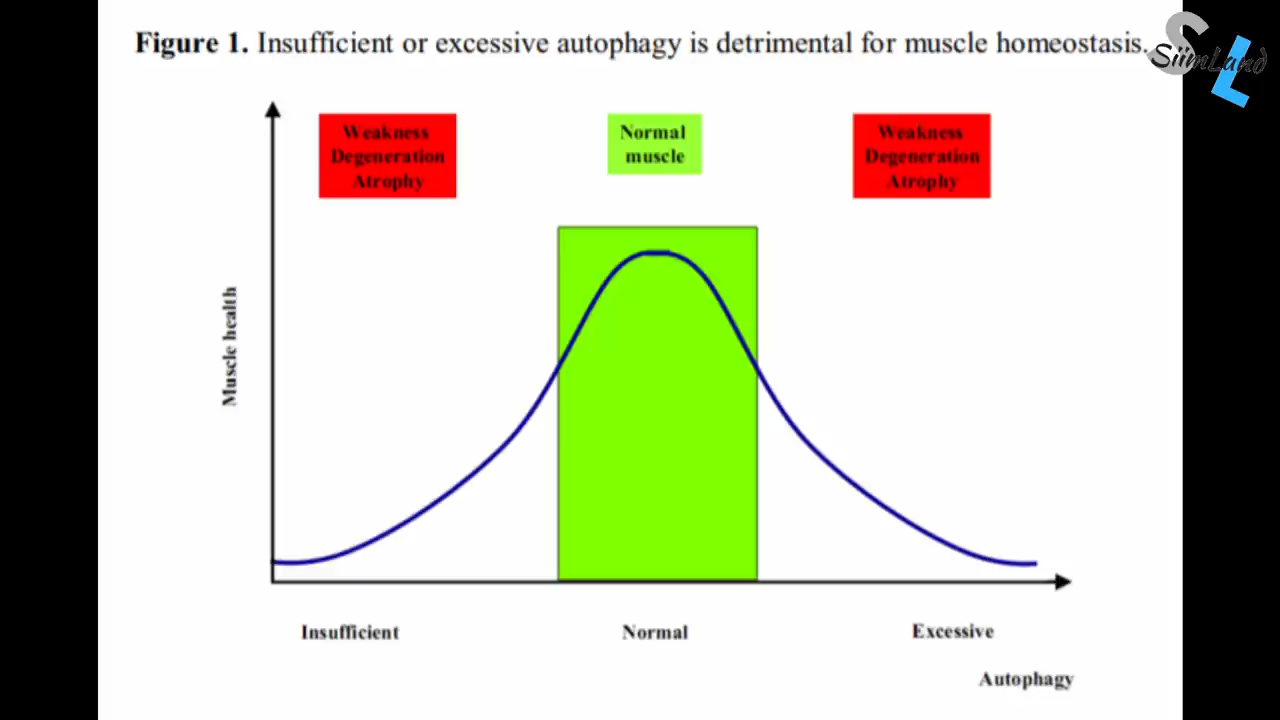 Figure 1. Insufficient or excessive autophagy is detrimental for muscle homeostasis.
SiimLand
SL
Weakness
Degeneration
Atrophy
Normal
muscle
Weakness
Degeneration
Atrophy
Muscle health
Insufficient
Normal
Excessive
Autophagy